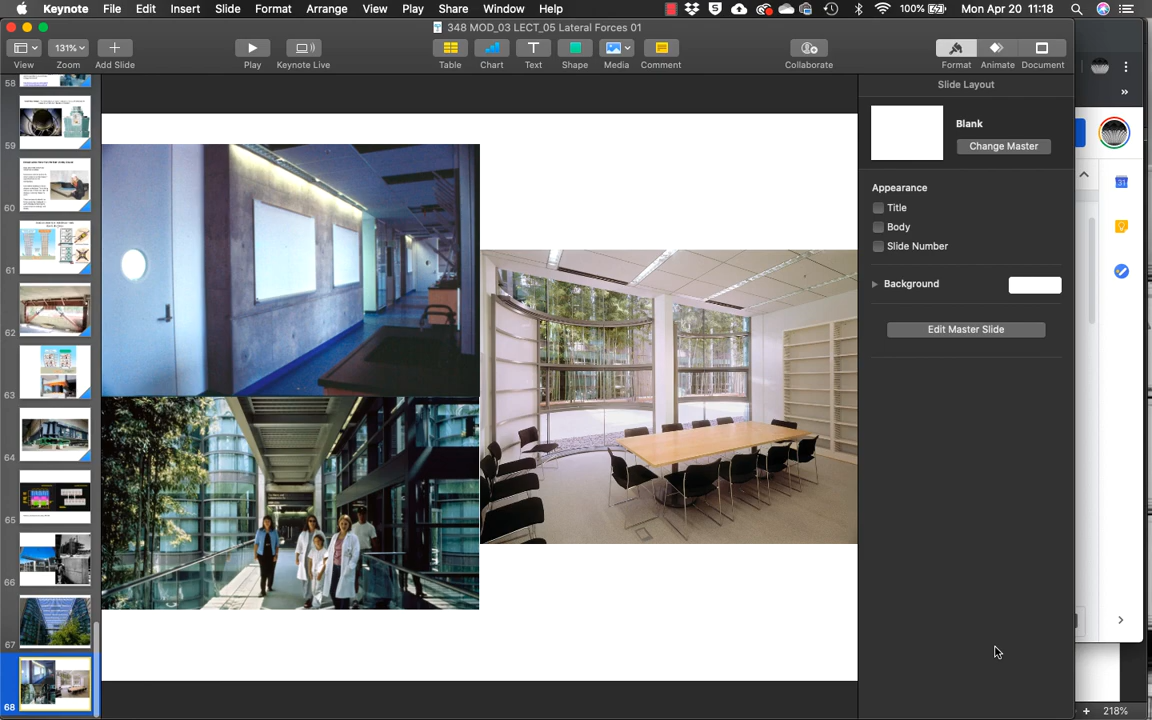 Keynote File Edit Insert Slide Format Arrange View Play Share Window Help 100% Mon Apr 20 11:18
348 MOD_03 LECT_05 Lateral Forces 01
131%
View Zoom Add Slide Play Keynote Live Table Chart Text Shape Media Comment Collaborate Format Animate Document
Slide Layout
Blank
Change Master
Appearance
Title
Body
Slide Number
Background
Edit Master Slide
58
59
60
61
62
63
64
65
66
67
68
31
218%